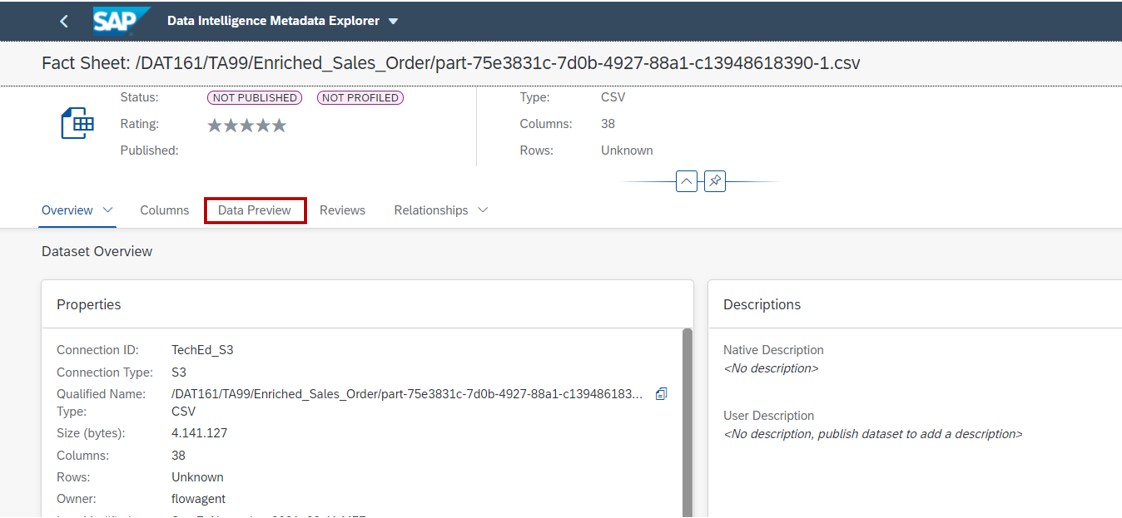 SAP Data Intelligence Metadata Explorer
Fact Sheet: /DAT161/TA99/Enriched_Sales_Order/part-75e3831c-7d0b-4927-88a1-c13948618390-1.csv
Status: NOT PUBLISHED NOT PROFILED
Rating:
Published:
Type: CSV
Columns: 38
Rows: Unknown
Overview Columns Data Preview Reviews Relationships
Dataset Overview
Properties
Connection ID: TechEd_S3
Connection Type: S3
Qualified Name: /DAT161/TA99/Enriched_Sales_Order/part-75e3831c-7d0b-4927-88a1-c139486183...
Type: CSV
Size (bytes): 4.141.127
Columns: 38
Rows: Unknown
Owner: flowagent
Descriptions
Native Description
<No description>
User Description
<No description, publish dataset to add a description>